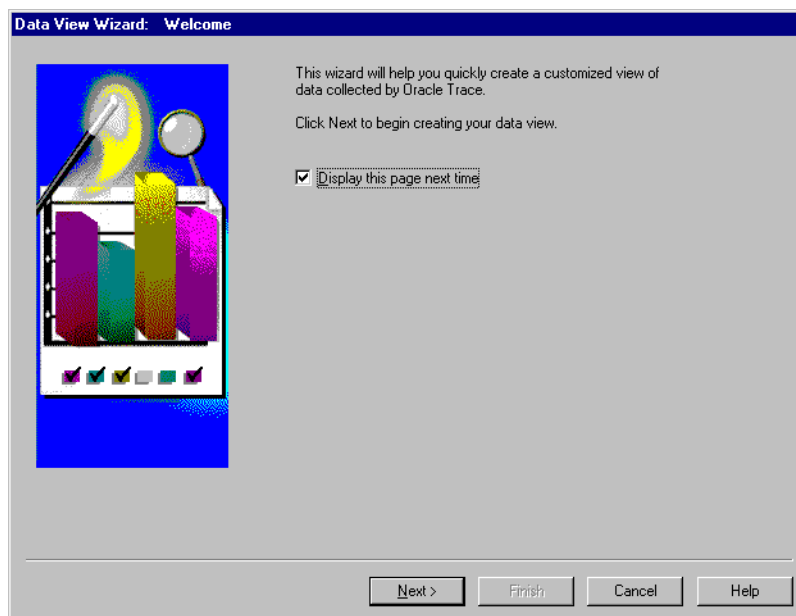 Data View Wizard: Welcome
This wizard will help you quickly create a customized view of
data collected by Oracle Trace.
Click Next to begin creating your data view.
Display this page next time
Next >
Finish
Cancel
Help